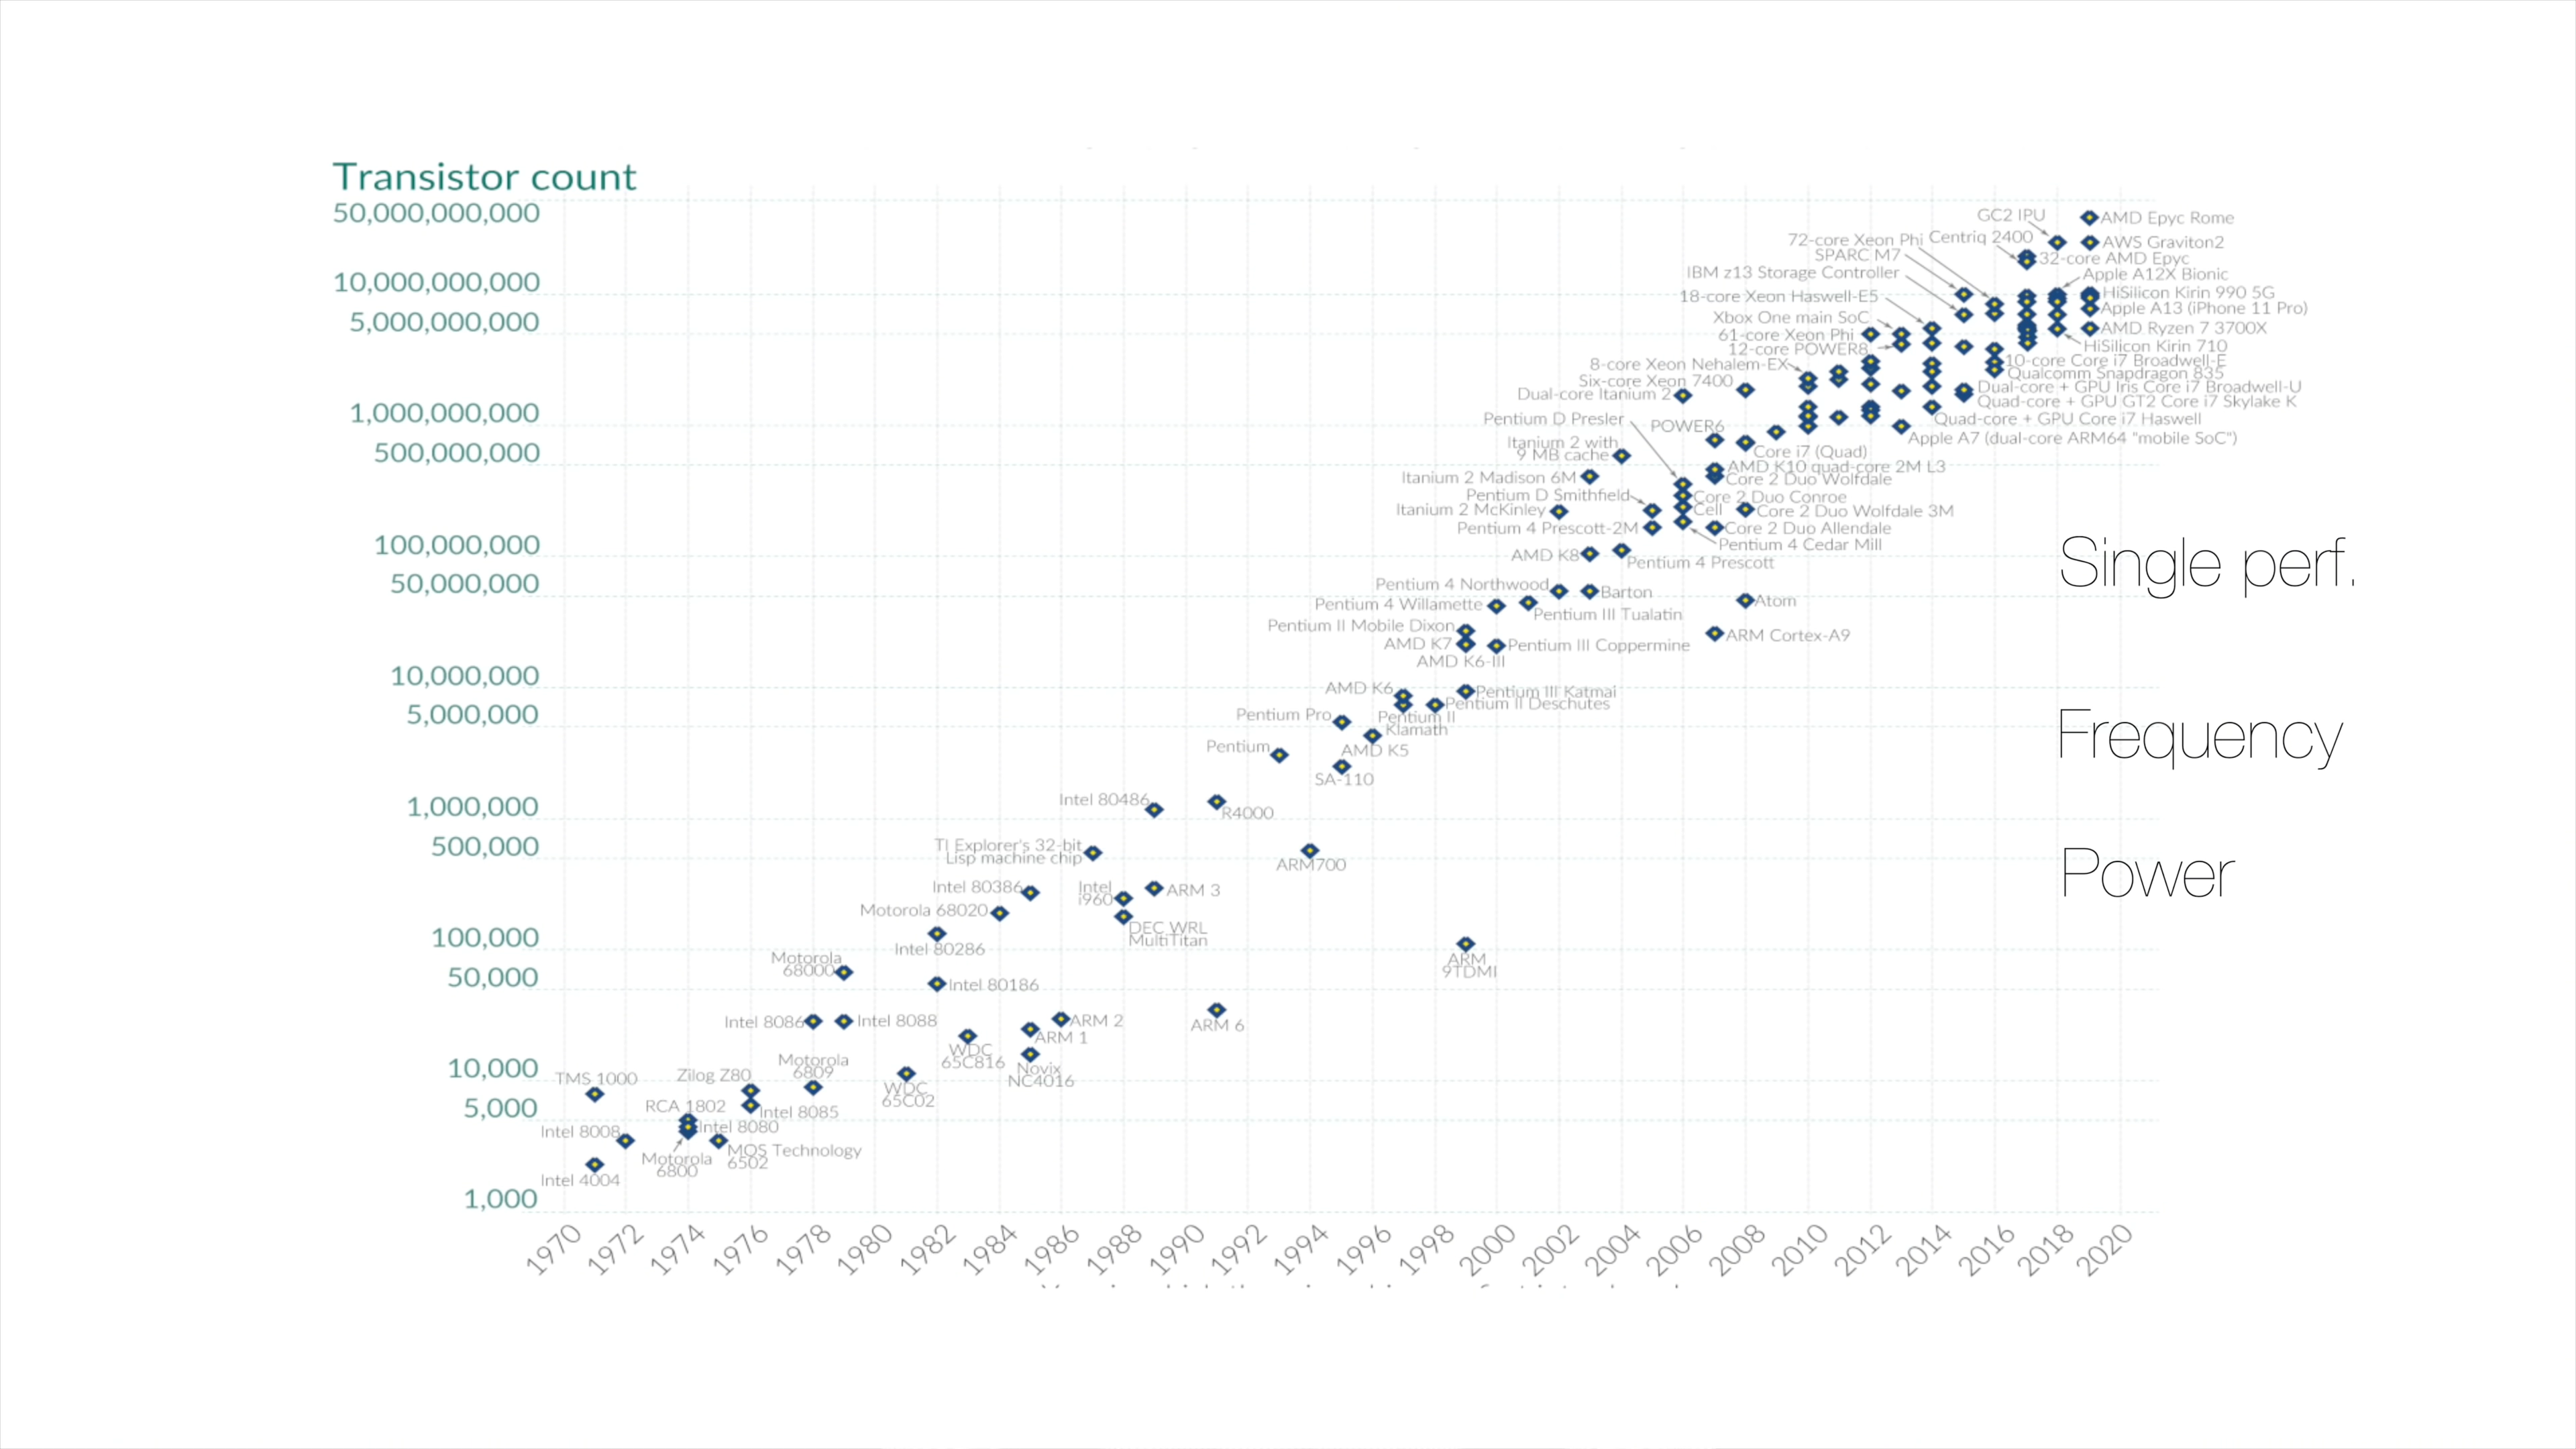 Transistor count
50,000,000,000
10,000,000,000
5,000,000,000
1,000,000,000
500,000,000
100,000,000
50,000,000
10,000,000
5,000,000
1,000,000
500,000
100,000
50,000
10,000
5,000
1,000
GC2 IPU
AMD Epyc Rome
72-core Xeon Phi
Centriq 2400
AWS Graviton2
SPARC M7
32-core AMD Epyc
IBM z13 Storage Controller
Apple A12X Bionic
18-core Xeon Haswell-E5
HiSilicon Kirin 990 5G
Xbox One main SoC
Apple A13 (iPhone 11 Pro)
61-core Xeon Phi
AMD Ryzen 7 3700X
12-core POWER8
HiSilicon Kirin 710
8-core Xeon Nehalem-EX
10-core Core i7 Broadwell-E
Six-core Xeon 7400
Qualcomm Snapdragon 835
Dual-core Itanium 2
Dual-core + GPU Iris Core i7 Broadwell-U
Quad-core + GPU GT2 Core i7 Skylake K
Pentium D Presler
POWER6
Quad-core + GPU Core i7 Haswell
Itanium 2 with
9 MB cache
Apple A7 (dual-core ARM64 "mobile SoC")
Core i7 (Quad)
AMD K10 quad-core 2M L3
Itanium 2 Madison 6M
Core 2 Duo Wolfdale
Pentium D Smithfield
Core 2 Duo Conroe
Itanium 2 McKinley
Cell
Core 2 Duo Wolfdale 3M
Pentium 4 Prescott-2M
Core 2 Duo Allendale
Pentium 4 Cedar Mill
AMD K8
Pentium 4 Prescott
Pentium 4 Northwood
Barton
Pentium 4 Willamette
Pentium III Tualatin
Atom
Pentium II Mobile Dixon
ARM Cortex-A9
AMD K7
Pentium III Coppermine
AMD K6-III
AMD K6
Pentium III Katmai
Pentium II Deschutes
Pentium Pro
Pentium II
Klamath
Pentium
AMD K5
SA-110
Intel 80486
R4000
TI Explorer's 32-bit
Lisp machine chip
ARM700
Intel 80386
Intel
i960
ARM 3
Motorola 68020
DEC WRL
MultiTitan
Intel 80286
Motorola
68000
ARM
9TDMI
Intel 80186
Intel 8086
Intel 8088
ARM 2
ARM 6
ARM 1
WDC
65C816
Novix
NC4016
Motorola
6809
TMS 1000
Zilog Z80
WDC
65C02
RCA 1802
Intel 8085
Intel 8008
Intel 8080
MOS Technology
6502
Motorola
6800
Intel 4004
1970
1972
1974
1976
1978
1980
1982
1984
1986
1988
1990
1992
1994
1996
1998
2000
2002
2004
2006
2008
2010
2012
2014
2016
2018
2020
Single perf.
Frequency
Power